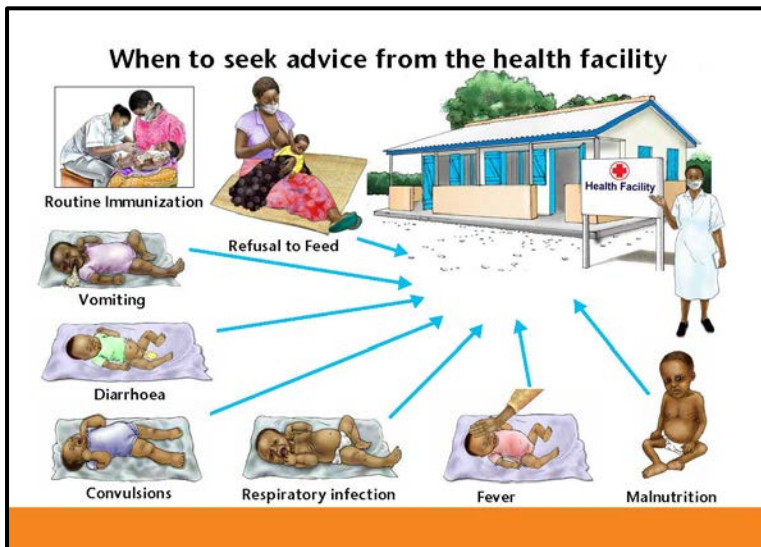 When to seek advice from the health facility
Routine Immunization
Refusal to Feed
Health Facility
Vomiting
Diarrhoea
Convulsions
Respiratory infection
Fever
Malnutrition